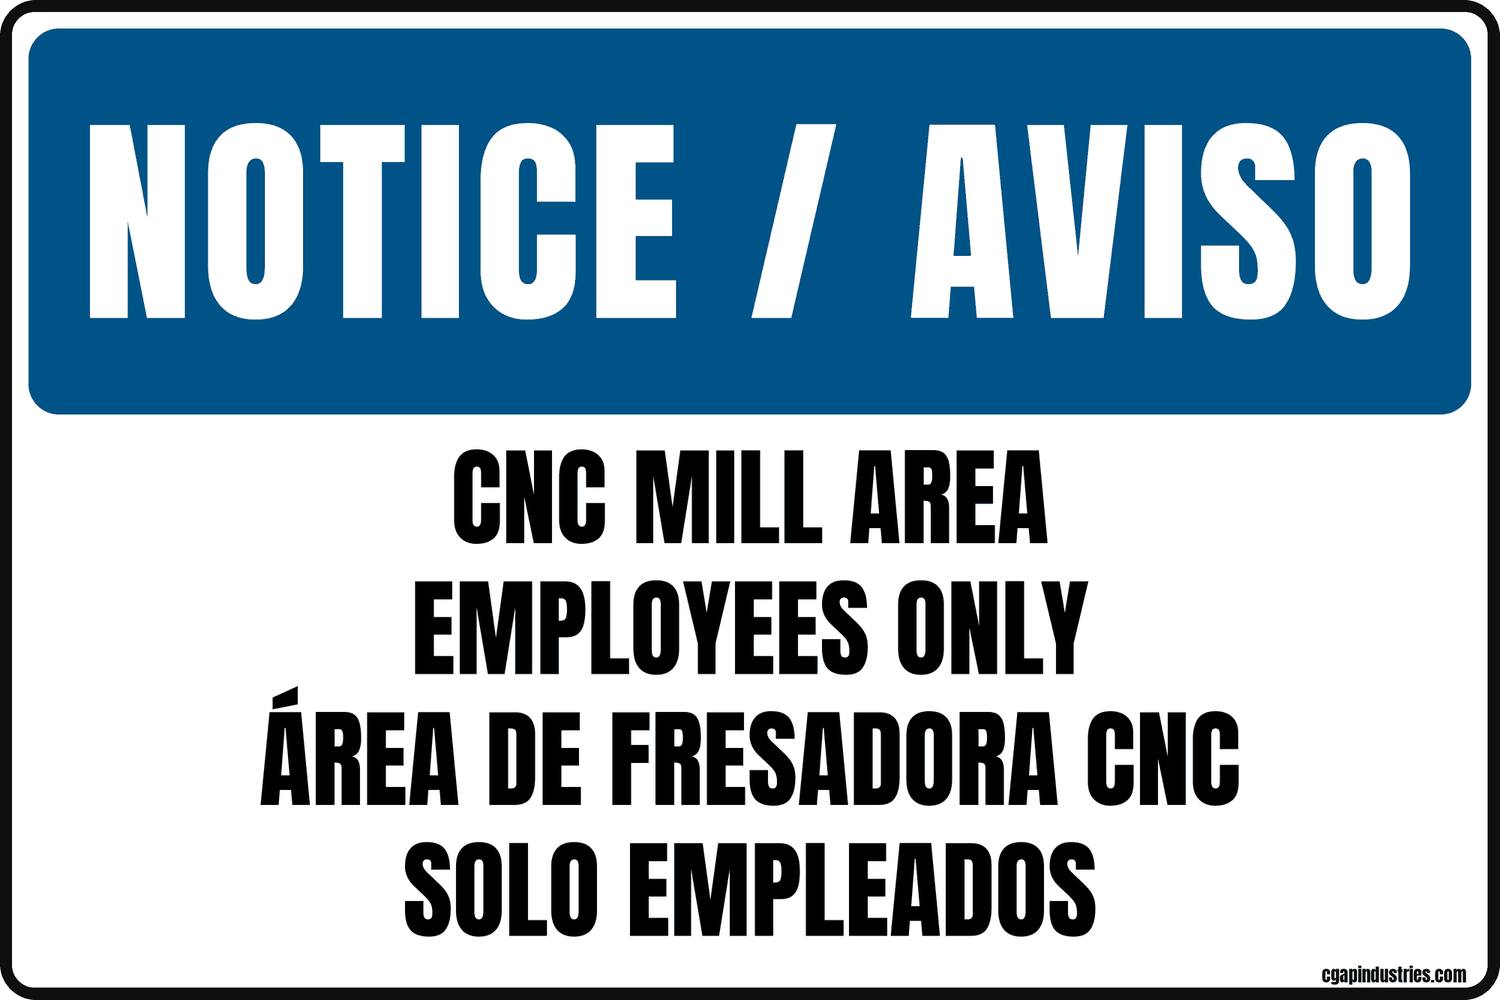 NOTICE / AVISO
CNC MILL AREA
EMPLOYEES ONLY
ÁREA DE FRESADORA CNC
SOLO EMPLEADOS
cgapindustries.com